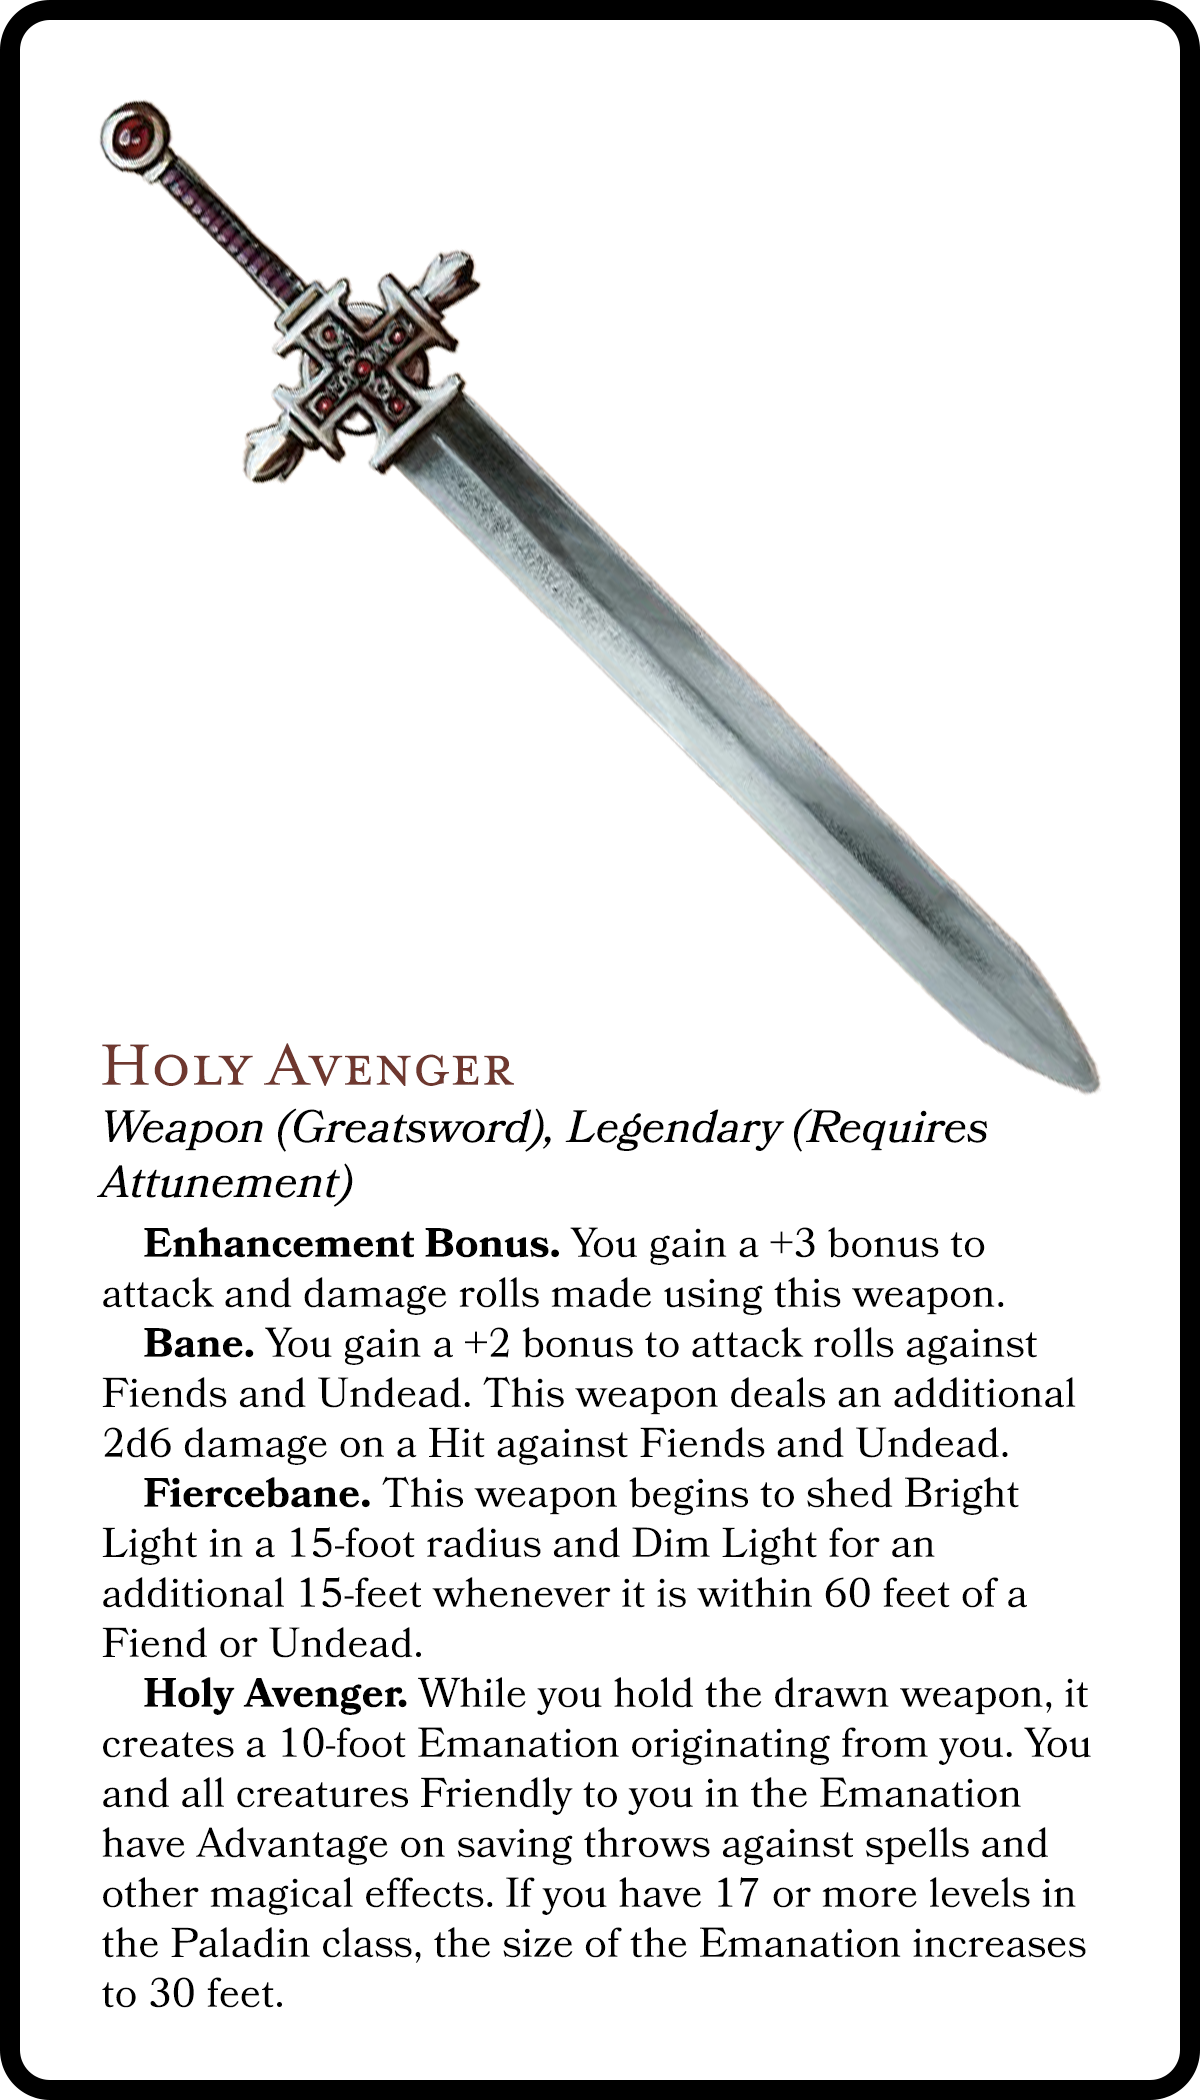 Holy Avenger
Weapon (Greatsword), Legendary (Requires
Attunement)
Enhancement Bonus. You gain a +3 bonus to
attack and damage rolls made using this weapon.
Bane. You gain a +2 bonus to attack rolls against
Fiends and Undead. This weapon deals an additional
2d6 damage on a Hit against Fiends and Undead.
Fiercebane. This weapon begins to shed Bright
Light in a 15-foot radius and Dim Light for an
additional 15-feet whenever it is within 60 feet of a
Fiend or Undead.
Holy Avenger. While you hold the drawn weapon, it
creates a 10-foot Emanation originating from you. You
and all creatures Friendly to you in the Emanation
have Advantage on saving throws against spells and
other magical effects. If you have 17 or more levels in
the Paladin class, the size of the Emanation increases
to 30 feet.